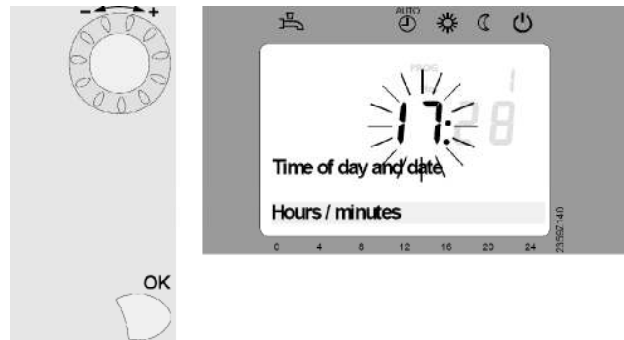 - +
OK
AUTO
PROG
1
17:28
Time of day and date
Hours / minutes
0 4 8 12 16 20 24